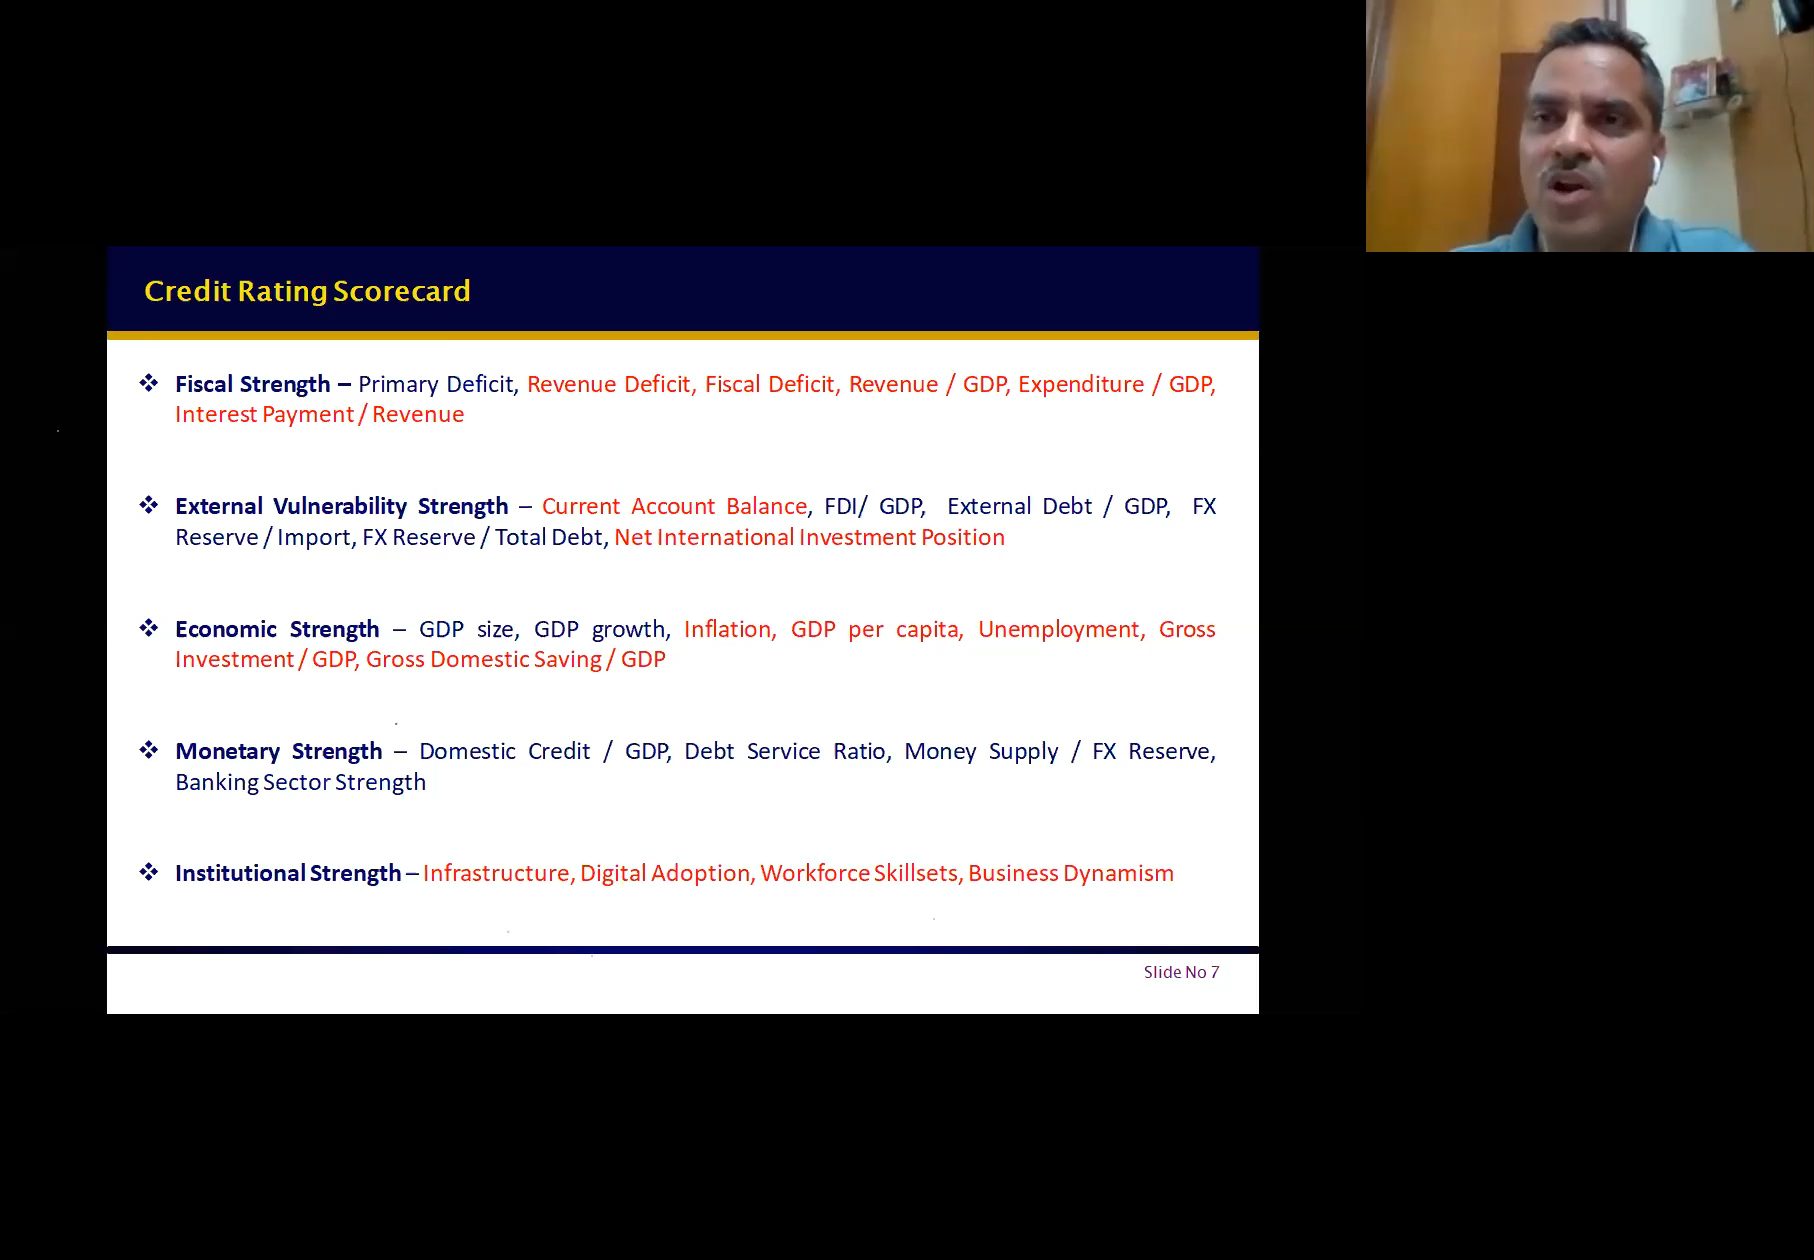 Credit Rating Scorecard
❖ Fiscal Strength – Primary Deficit, Revenue Deficit, Fiscal Deficit, Revenue / GDP, Expenditure / GDP,
Interest Payment / Revenue
❖ External Vulnerability Strength – Current Account Balance, FDI/ GDP, External Debt / GDP, FX
Reserve / Import, FX Reserve / Total Debt, Net International Investment Position
❖ Economic Strength – GDP size, GDP growth, Inflation, GDP per capita, Unemployment, Gross
Investment / GDP, Gross Domestic Saving / GDP
❖ Monetary Strength – Domestic Credit / GDP, Debt Service Ratio, Money Supply / FX Reserve,
Banking Sector Strength
❖ Institutional Strength – Infrastructure, Digital Adoption, Workforce Skillsets, Business Dynamism
Slide No 7